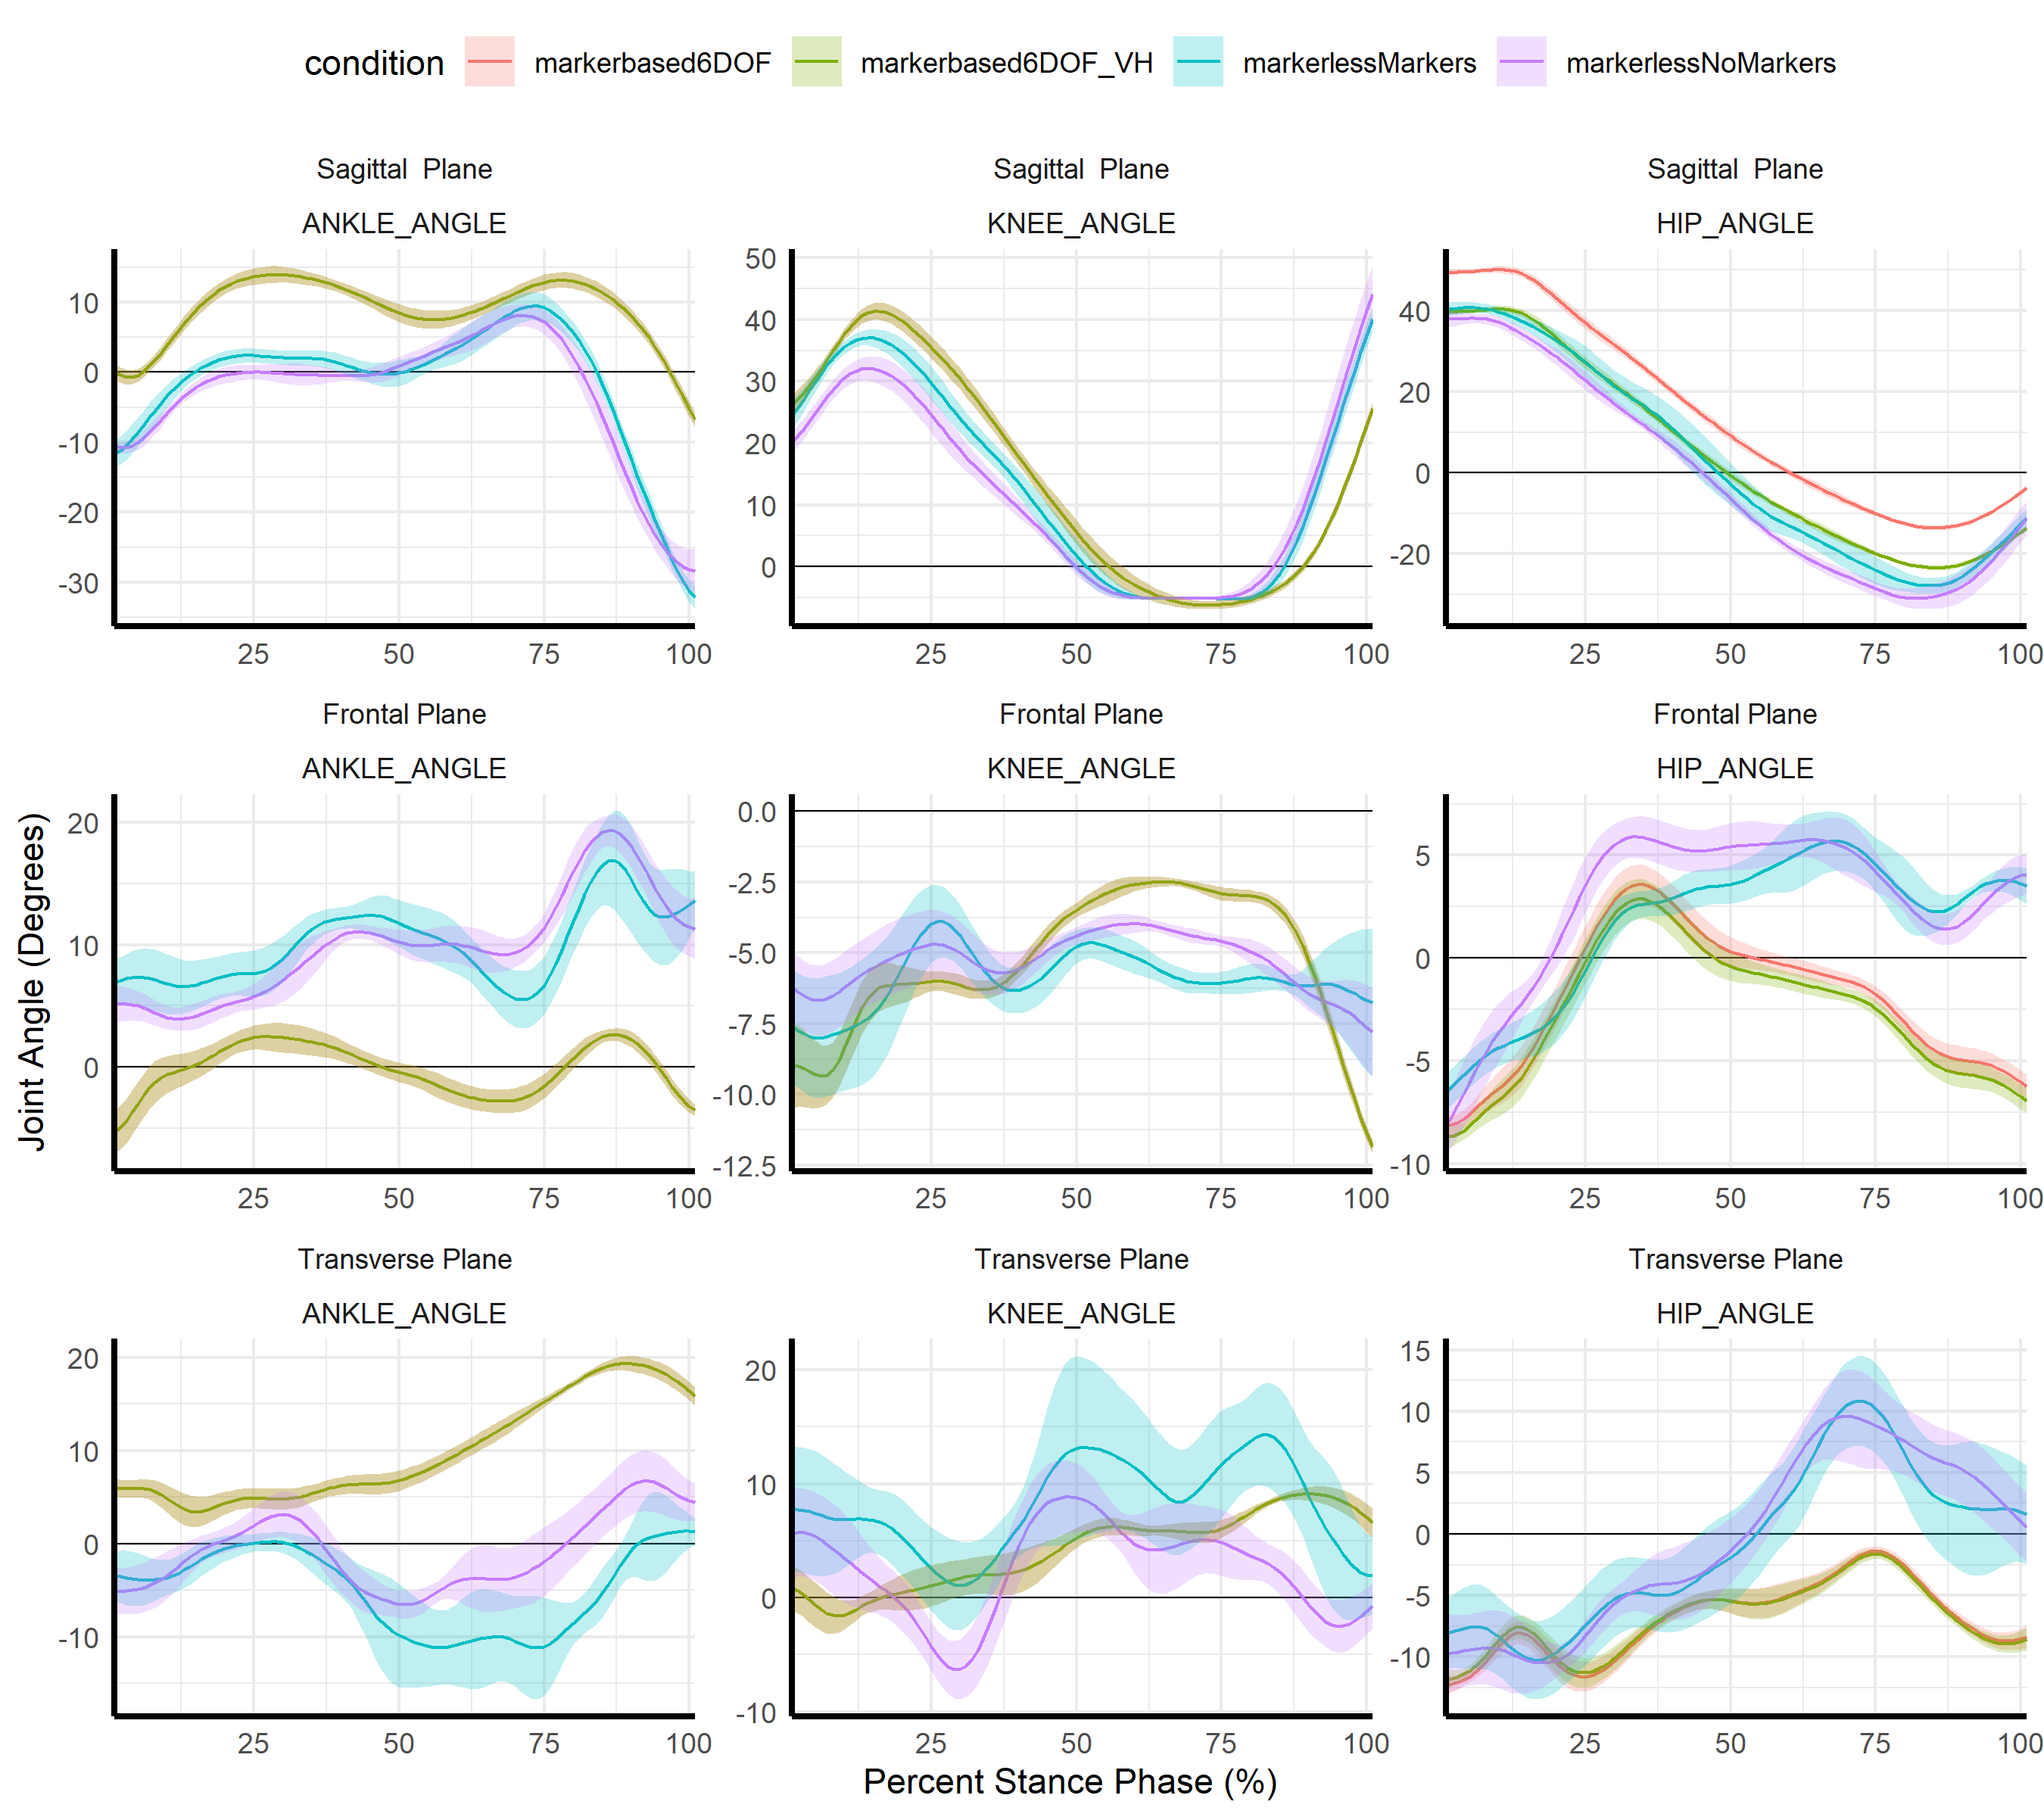 condition markerbased6DOF markerbased6DOF_VH markerlessMarkers markerlessNoMarkers
Sagittal  Plane Sagittal  Plane Sagittal  Plane
ANKLE_ANGLE KNEE_ANGLE HIP_ANGLE
10
0
-10
-20
-30
25 50 75 100
50
40
30
20
10
0
25 50 75 100
40
20
0
-20
25 50 75 100
Frontal Plane Frontal Plane Frontal Plane
ANKLE_ANGLE KNEE_ANGLE HIP_ANGLE
Joint Angle (Degrees)
20
10
0
25 50 75 100
0.0
-2.5
-5.0
-7.5
-10.0
-12.5
25 50 75 100
5
0
-5
-10
25 50 75 100
Transverse Plane Transverse Plane Transverse Plane
ANKLE_ANGLE KNEE_ANGLE HIP_ANGLE
20
10
0
-10
25 50 75 100
20
10
0
-10
25 50 75 100
15
10
5
0
-5
-10
25 50 75 100
Percent Stance Phase (%)